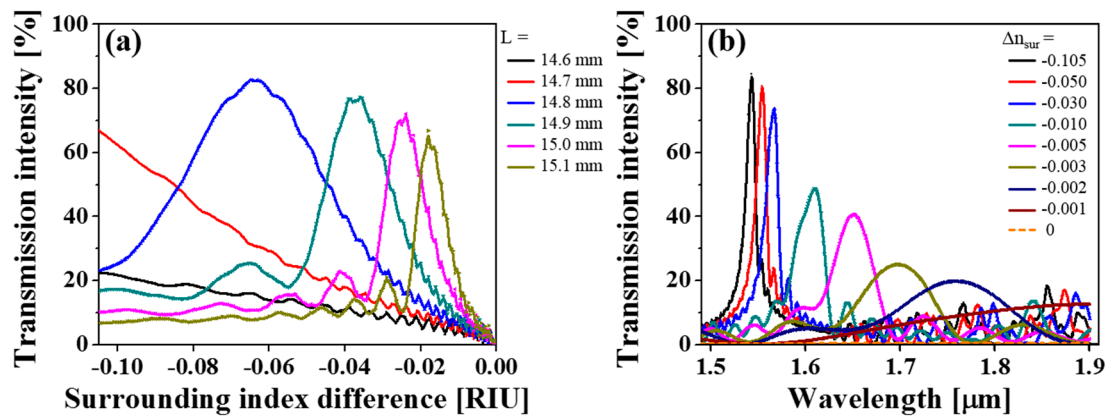 (a)
Transmission intensity [%]
100
80
60
40
20
0
-0.10
-0.08
-0.06
-0.04
-0.02
0.00
Surrounding index difference [RIU]
L =
14.6 mm
14.7 mm
14.8 mm
14.9 mm
15.0 mm
15.1 mm
(b)
Transmission intensity [%]
100
80
60
40
20
0
1.5
1.6
1.7
1.8
1.9
Wavelength [μm]
Δnsur =
-0.105
-0.050
-0.030
-0.010
-0.005
-0.003
-0.002
-0.001
0